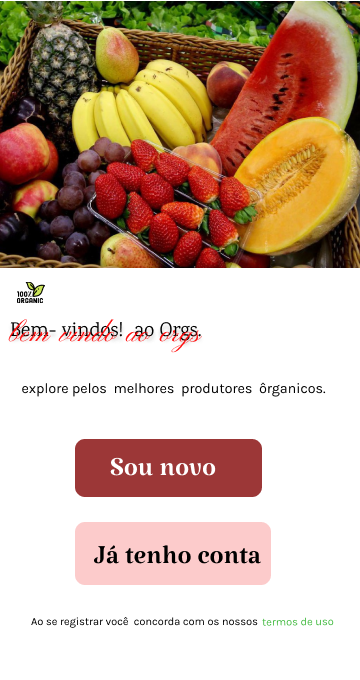 100%
ORGANIC
Bem- vindos! ao Orgs.
bem vindo ao orgs
explore pelos melhores produtores ôrganicos.
Sou novo
Já tenho conta
Ao se registrar você concorda com os nossos termos de uso